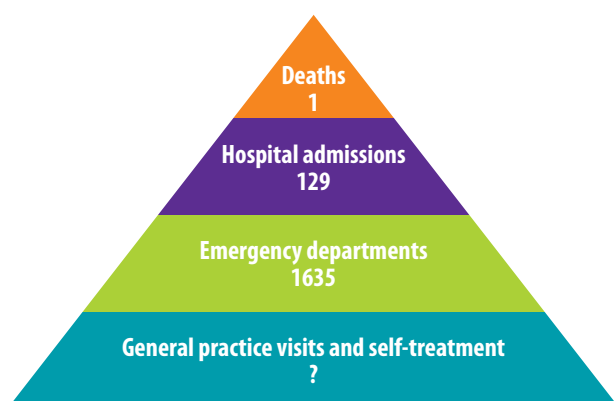 Deaths
1
Hospital admissions
129
Emergency departments
1635
General practice visits and self-treatment
?